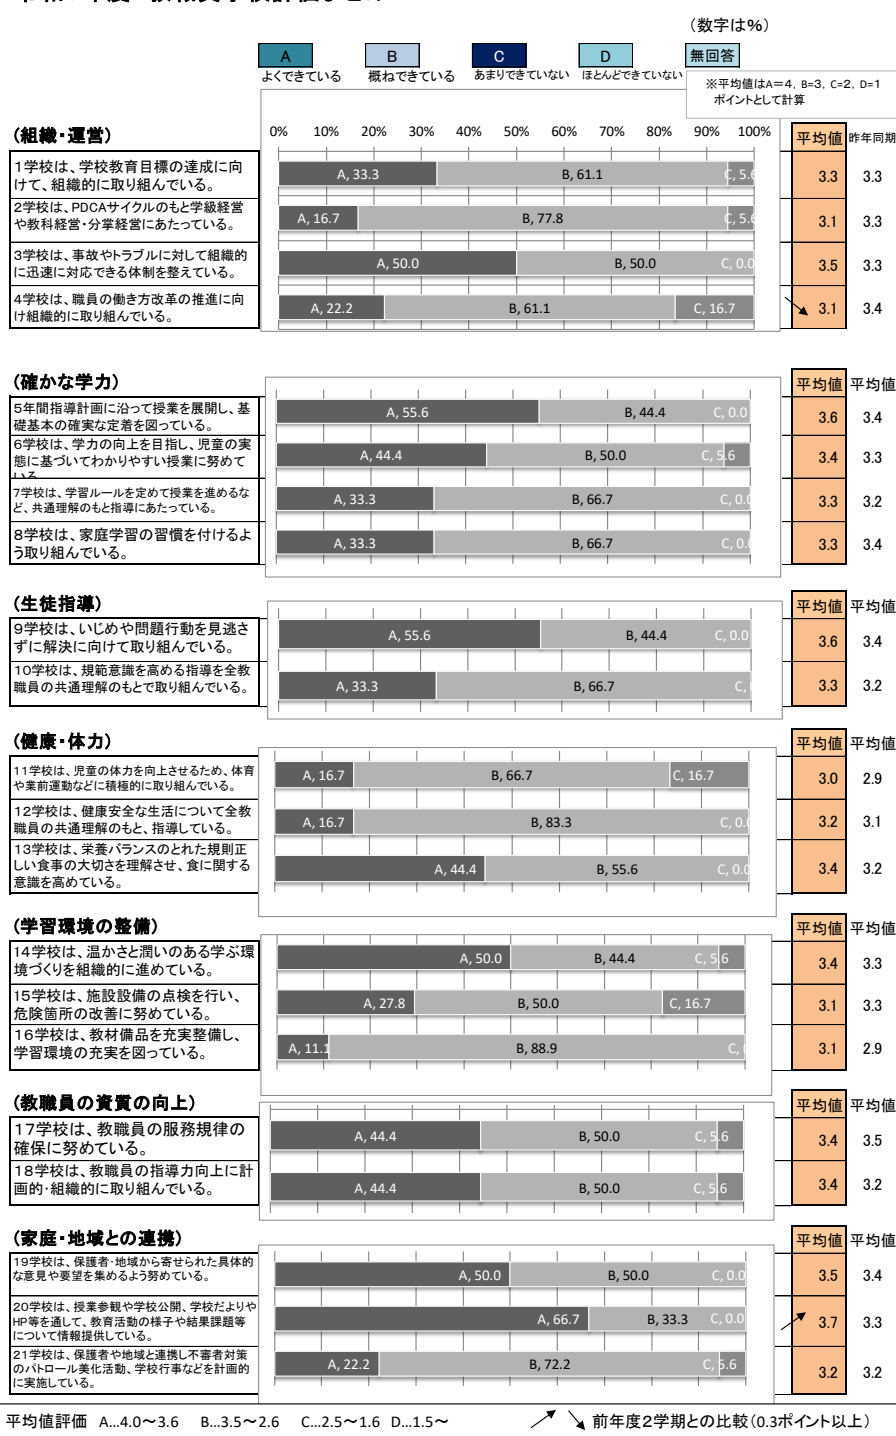 (数字は%)
A B C D 無回答
よくできている 概ねできている あまりできていない ほとんどできていない
※平均値はA=4, B=3, C=2, D=1
ポイントとして計算
(組織・運営) 0% 10% 20% 30% 40% 50% 60% 70% 80% 90% 100% 平均値 昨年同期
1学校は、学校教育目標の達成に向
けて、組織的に取り組んでいる。
A, 33.3 B, 61.1 C, 5.6 3.3 3.3
2学校は、PDCAサイクルのもと学級経営
や教科経営・分掌経営にあたっている。
A, 16.7 B, 77.8 C, 5.6 3.1 3.3
3学校は、事故やトラブルに対して組織的
に迅速に対応できる体制を整えている。
A, 50.0 B, 50.0 C, 0.0 3.5 3.3
4学校は、職員の働き方改革の推進に向
け組織的に取り組んでいる。
A, 22.2 B, 61.1 C, 16.7 3.1 3.4
(確かな学力) 平均値 平均値
5年間指導計画に沿って授業を展開し、基
礎基本の確実な定着を図っている。
A, 55.6 B, 44.4 C, 0.0 3.6 3.4
6学校は、学力の向上を目指し、児童の実
態に基づいてわかりやすい授業に努めて
A, 44.4 B, 50.0 C, 5.6 3.4 3.3
7学校は、学習ルールを定めて授業を進めるな
ど、共通理解のもと指導にあたっている。
A, 33.3 B, 66.7 C, 0.0 3.3 3.2
8学校は、家庭学習の習慣を付けるよ
う取り組んでいる。
A, 33.3 B, 66.7 C, 0.0 3.3 3.4
(生徒指導) 平均値 平均値
9学校は、いじめや問題行動を見逃さ
ずに解決に向けて取り組んでいる。
A, 55.6 B, 44.4 C, 0.0 3.6 3.4
10学校は、規範意識を高める指導を全教
職員の共通理解のもとで取り組んでいる。
A, 33.3 B, 66.7 C, 3.3 3.2
(健康・体力) 平均値 平均値
11学校は、児童の体力を向上させるため、体育
や業前運動などに積極的に取り組んでいる。
A, 16.7 B, 66.7 C, 16.7 3.0 2.9
12学校は、健康安全な生活について全教
職員の共通理解のもと、指導している。
A, 16.7 B, 83.3 C, 0.0 3.2 3.1
13学校は、栄養バランスのとれた規則正
しい食事の大切さを理解させ、食に関する
意識を高めている。
A, 44.4 B, 55.6 C, 0.0 3.4 3.2
(学習環境の整備) 平均値 平均値
14学校は、温かさと潤いのある学ぶ環
境づくりを組織的に進めている。
A, 50.0 B, 44.4 C, 5.6 3.4 3.3
15学校は、施設設備の点検を行い、
危険箇所の改善に努めている。
A, 27.8 B, 50.0 C, 16.7 3.1 3.3
16学校は、教材備品を充実整備し、
学習環境の充実を図っている。
A, 11.1 B, 88.9 C, 3.1 2.9
(教職員の資質の向上) 平均値 平均値
17学校は、教職員の服務規律の
確保に努めている。
A, 44.4 B, 50.0 C, 5.6 3.4 3.5
18学校は、教職員の指導力向上に計
画的・組織的に取り組んでいる。
A, 44.4 B, 50.0 C, 5.6 3.4 3.2
(家庭・地域との連携) 平均値 平均値
19学校は、保護者・地域から寄せられた具体的
な意見や要望を集めるよう努めている。
A, 50.0 B, 50.0 C, 0.0 3.5 3.4
20学校は、授業参観や学校公開、学校だよりや
HP等を通して、教育活動の様子や結果課題等
について情報提供している。
A, 66.7 B, 33.3 C, 0.0 3.7 3.3
21学校は、保護者や地域と連携し不審者対策
のパトロール美化活動、学校行事などを計画的
に実施している。
A, 22.2 B, 72.2 C, 5.6 3.2 3.2
平均値評価 A…4.0〜3.6 B…3.5〜2.6 C…2.5〜1.6 D…1.5〜 前年度2学期との比較(0.3ポイント以上)